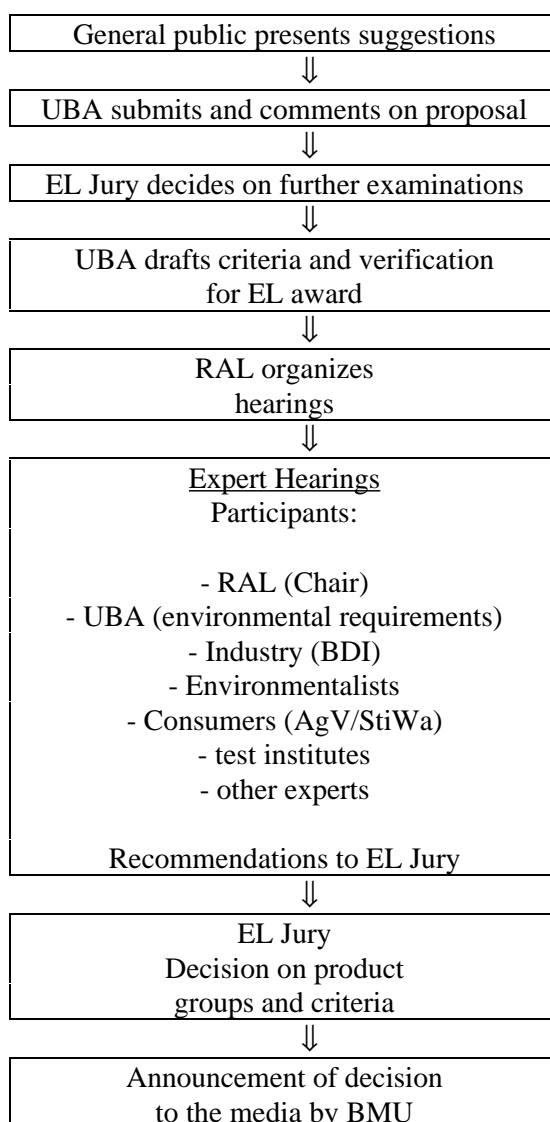 General public presents suggestions
⇓
UBA submits and comments on proposal
⇓
EL Jury decides on further examinations
⇓
UBA drafts criteria and verification
for EL award
⇓
RAL organizes
hearings
⇓
Expert Hearings
Participants:
- RAL (Chair)
- UBA (environmental requirements)
- Industry (BDI)
- Environmentalists
- Consumers (AgV/StiWa)
- test institutes
- other experts
Recommendations to EL Jury
⇓
EL Jury
Decision on product
groups and criteria
⇓
Announcement of decision
to the media by BMU